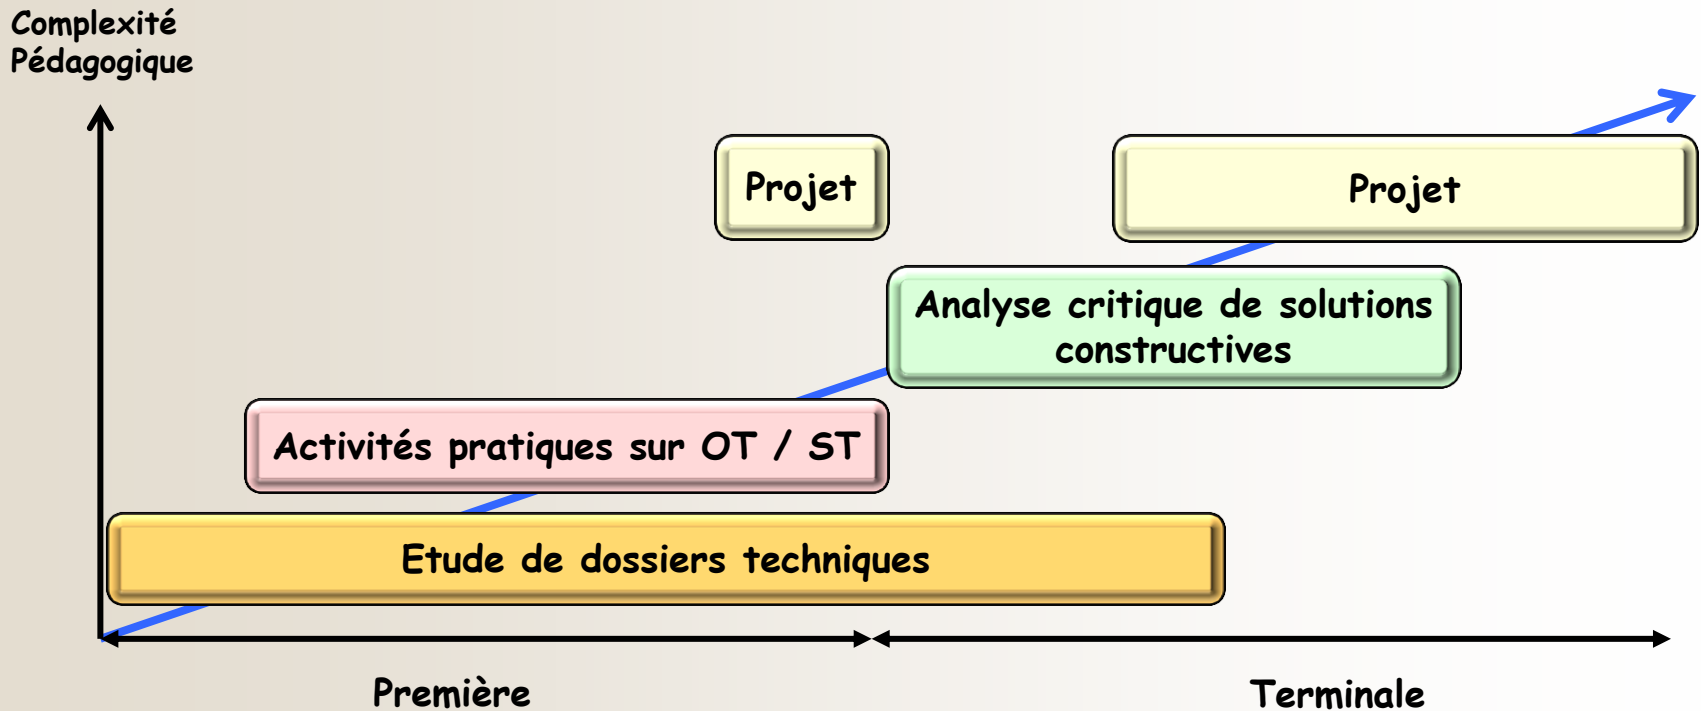 Complexité
Pédagogique
Projet
Projet
Analyse critique de solutions
constructives
Activités pratiques sur OT / ST
Etude de dossiers techniques
Première
Terminale